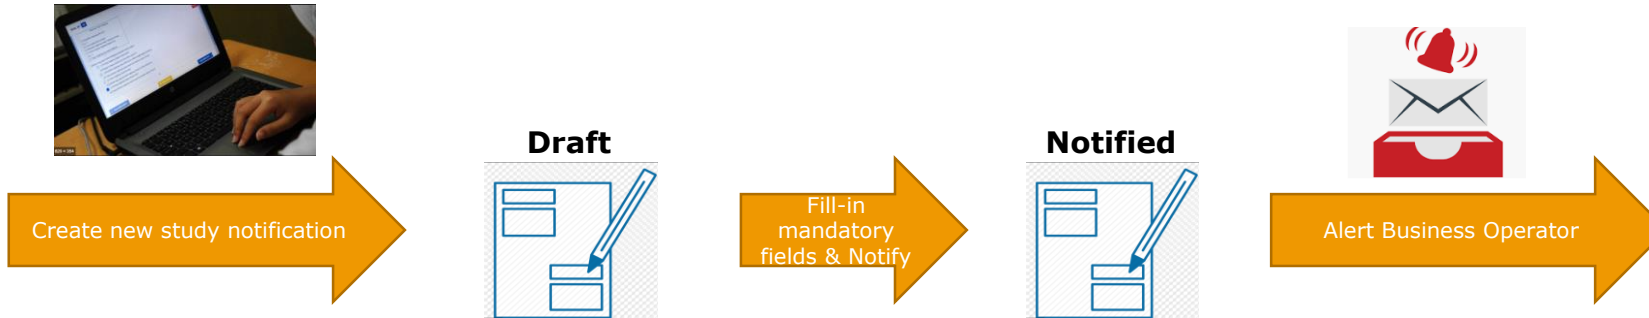 Create new study notification
Draft
Fill-in
mandatory
fields & Notify
Notified
Alert Business Operator